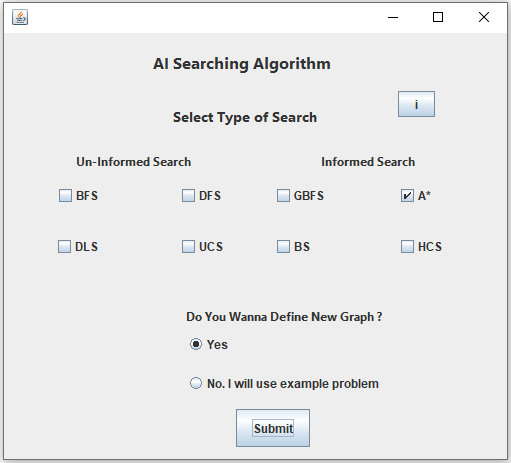 AI Searching Algorithm
i
Select Type of Search
Un-Informed Search Informed Search
BFS DFS GBFS A*
DLS UCS BS HCS
Do You Wanna Define New Graph ?
Yes
No. I will use example problem
Submit